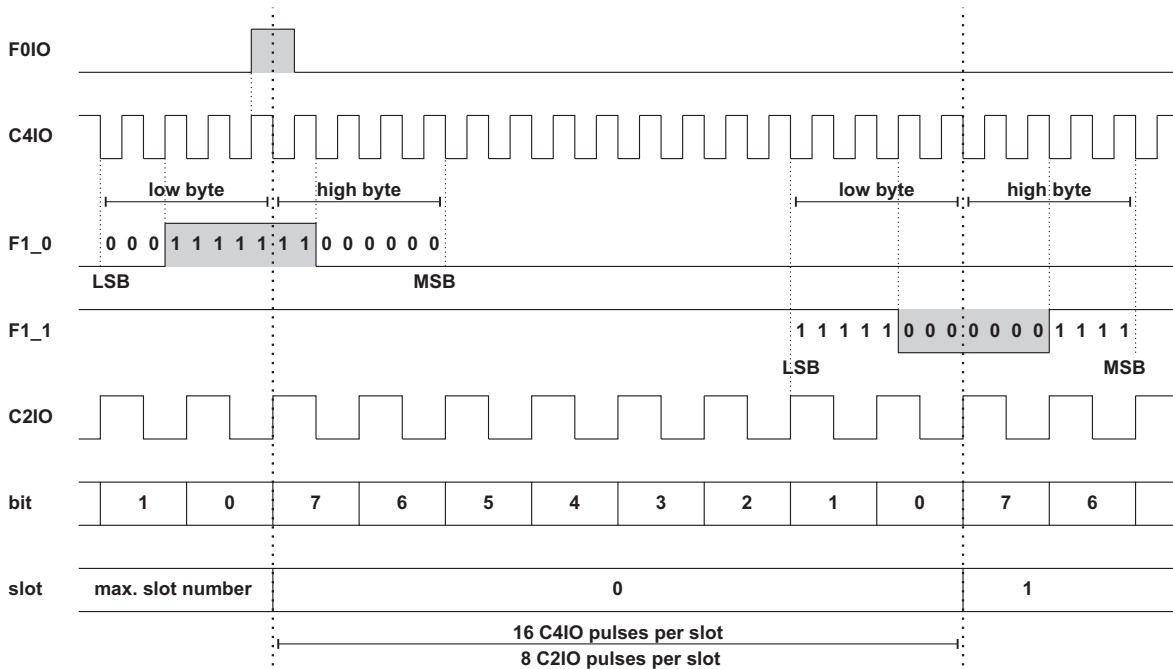 F0IO
C4IO
low byte high byte low byte high byte
F1_0 0 0 0 1 1 1 1 1 1 1 0 0 0 0 0 0
LSB MSB
F1_1 1 1 1 1 1 0 0 0 0 0 0 0 1 1 1 1
LSB MSB
C2IO
bit 1 0 7 6 5 4 3 2 1 0 7 6
slot max. slot number 0 1
16 C4IO pulses per slot
8 C2IO pulses per slot